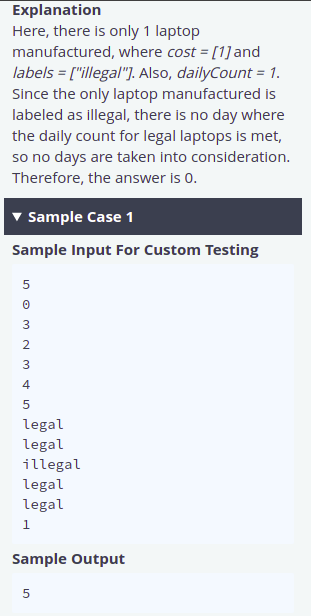 Explanation
Here, there is only 1 laptop
manufactured, where cost = [1] and
labels = ["illegal"]. Also, dailyCount = 1.
Since the only laptop manufactured is
labeled as illegal, there is no day where
the daily count for legal laptops is met,
so no days are taken into consideration.
Therefore, the answer is 0.
▼ Sample Case 1
Sample Input For Custom Testing
5
0
3
2
3
4
5
legal
legal
illegal
legal
legal
1
Sample Output
5